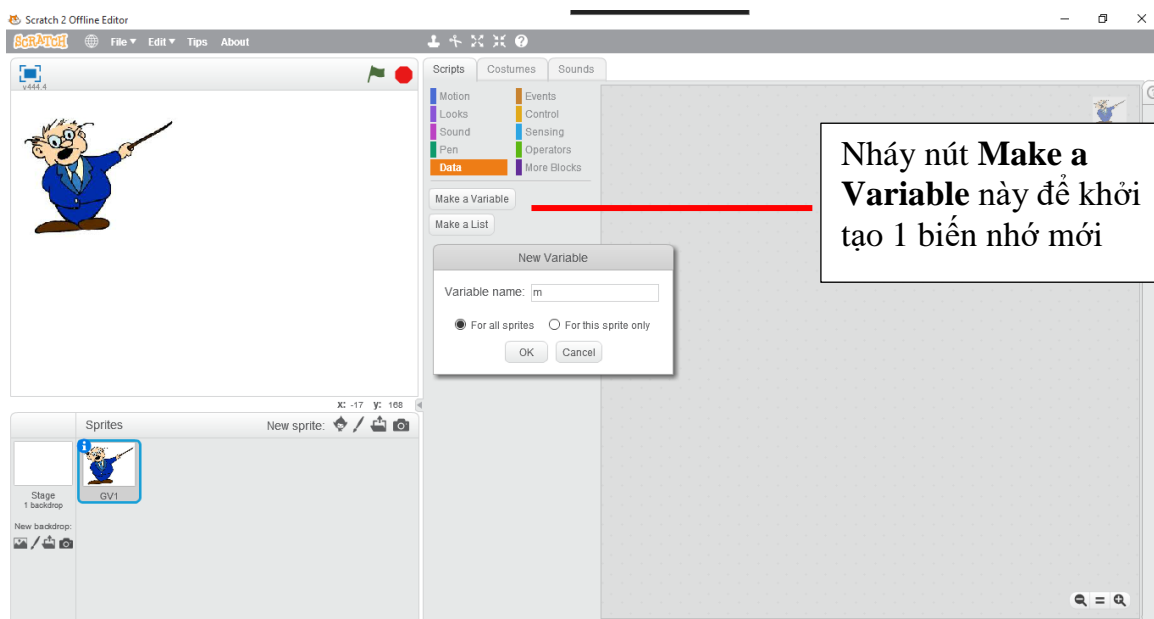 Scratch 2 Offline Editor
SCRATCH File Edit Tips About
v444.4
Scripts Costumes Sounds
Motion Events
Looks Control
Sound Sensing
Pen Operators
Data More Blocks
Make a Variable
Make a List
New Variable
Variable name: m
For all sprites For this sprite only
OK Cancel
Nháy nút Make a
Variable này để khởi
tạo 1 biến nhớ mới
X: -17 y: 168
Sprites New sprite:
Stage
1 backdrop
GV1
New backdrop: